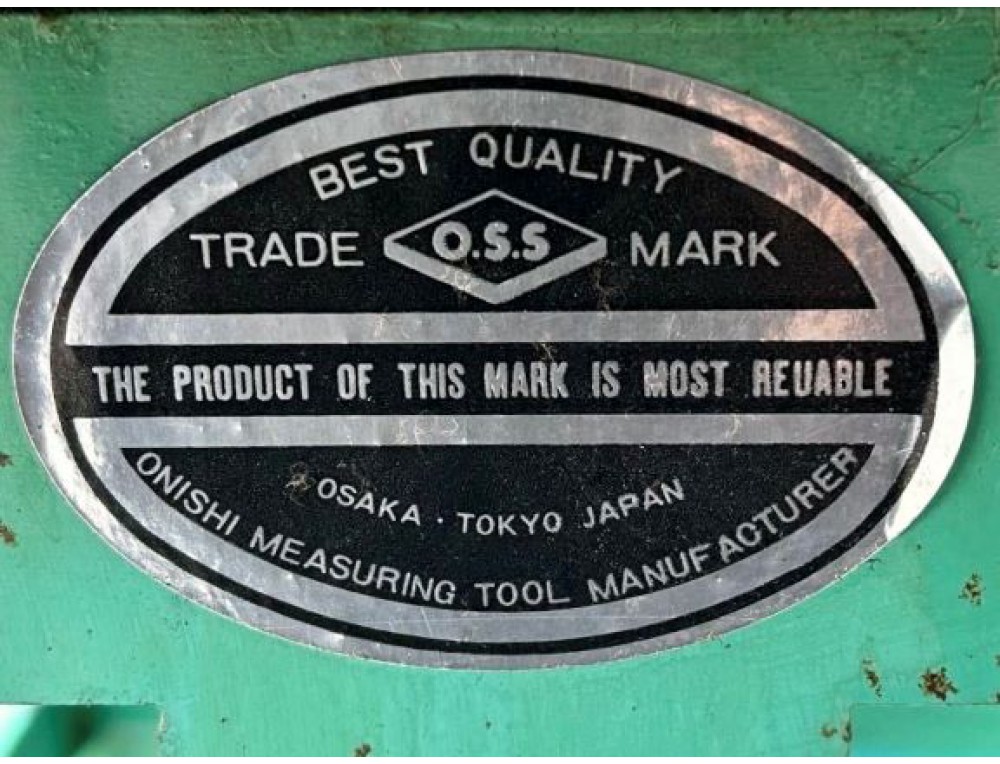 BEST QUALITY
TRADE O.S.S MARK
THE PRODUCT OF THIS MARK IS MOST REUABLE
OSAKA · TOKYO JAPAN
ONISHI MEASURING TOOL MANUFACTURER